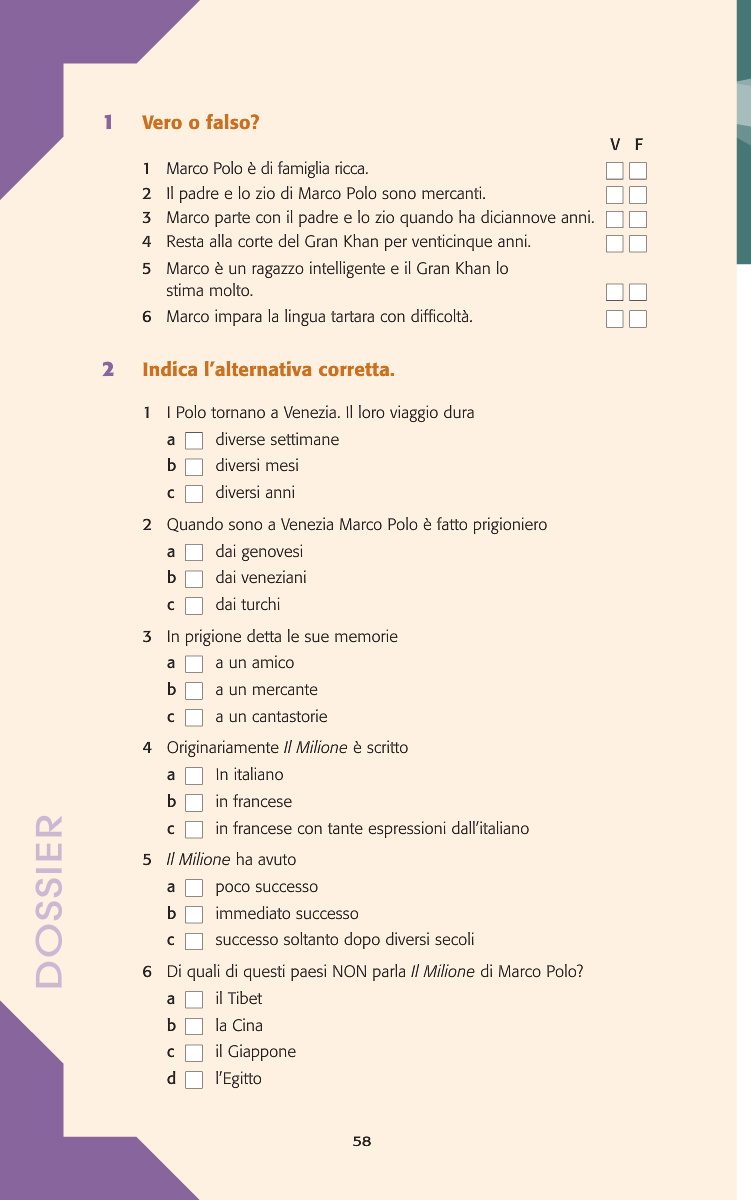 1 Vero o falso?
V F
1 Marco Polo è di famiglia ricca.
2 Il padre e lo zio di Marco Polo sono mercanti.
3 Marco parte con il padre e lo zio quando ha diciannove anni.
4 Resta alla corte del Gran Khan per venticinque anni.
5 Marco è un ragazzo intelligente e il Gran Khan lo
stima molto.
6 Marco impara la lingua tartara con difficoltà.
2 Indica l'alternativa corretta.
1 I Polo tornano a Venezia. Il loro viaggio dura
a diverse settimane
b diversi mesi
c diversi anni
2 Quando sono a Venezia Marco Polo è fatto prigioniero
a dai genovesi
b dai veneziani
c dai turchi
3 In prigione detta le sue memorie
a a un amico
b a un mercante
c a un cantastorie
4 Originariamente Il Milione è scritto
a In italiano
b in francese
c in francese con tante espressioni dall'italiano
5 Il Milione ha avuto
a poco successo
b immediato successo
c successo soltanto dopo diversi secoli
6 Di quali di questi paesi NON parla Il Milione di Marco Polo?
a il Tibet
b la Cina
c il Giappone
d l'Egitto
DOSSIER
58